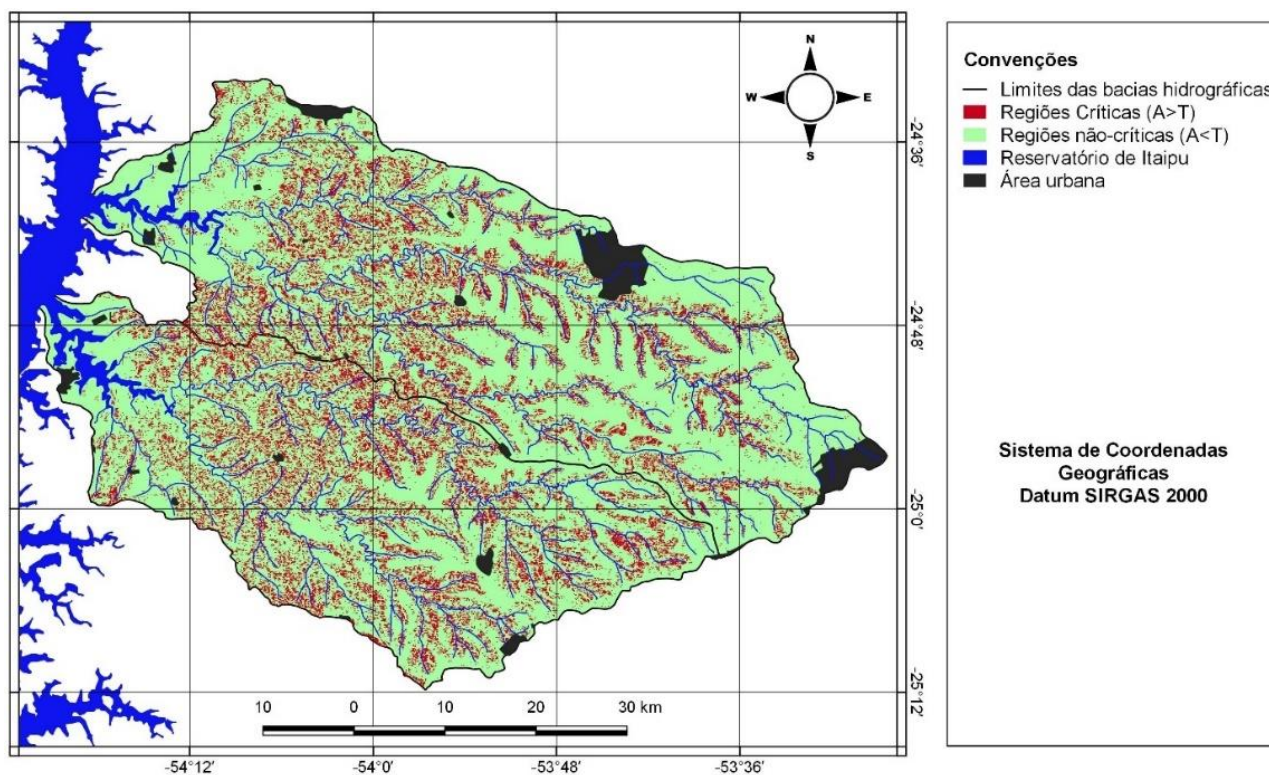 N
W E
S
-24°36'
-24°48'
-25°0'
-25°12'
10 0 10 20 30 km
-54°12' -54°0' -53°48' -53°36'
Convenções
Limites das bacias hidrográficas
Regiões Críticas (A>T)
Regiões não-críticas (A<T)
Reservatório de Itaipu
Área urbana
Sistema de Coordenadas
Geográficas
Datum SIRGAS 2000